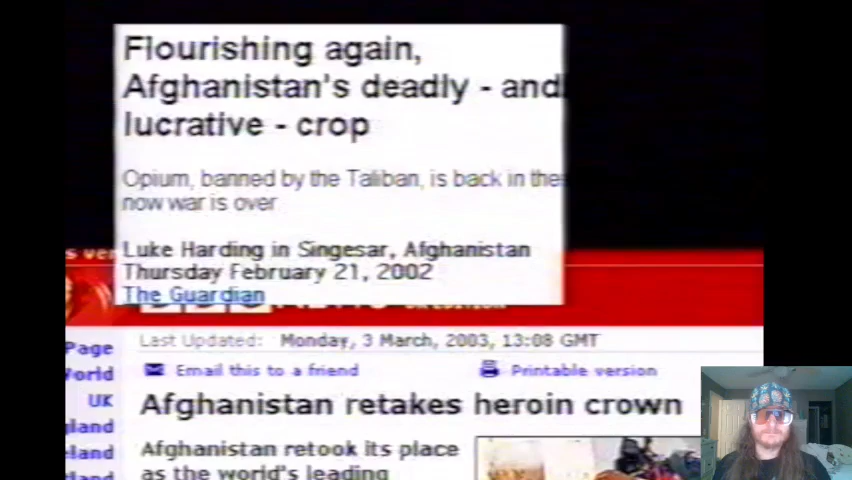 Flourishing again,
Afghanistan's deadly - and
lucrative - crop
Opium, banned by the Taliban, is back in the
now war is over
Luke Harding in Singesar, Afghanistan
Thursday February 21, 2002
The Guardian
Last Updated: Monday, 3 March, 2003, 13:08 GMT
Page
Email this to a friend
Printable version
World
UK
Afghanistan retakes heroin crown
Afghanistan retook its place
as the world's leading